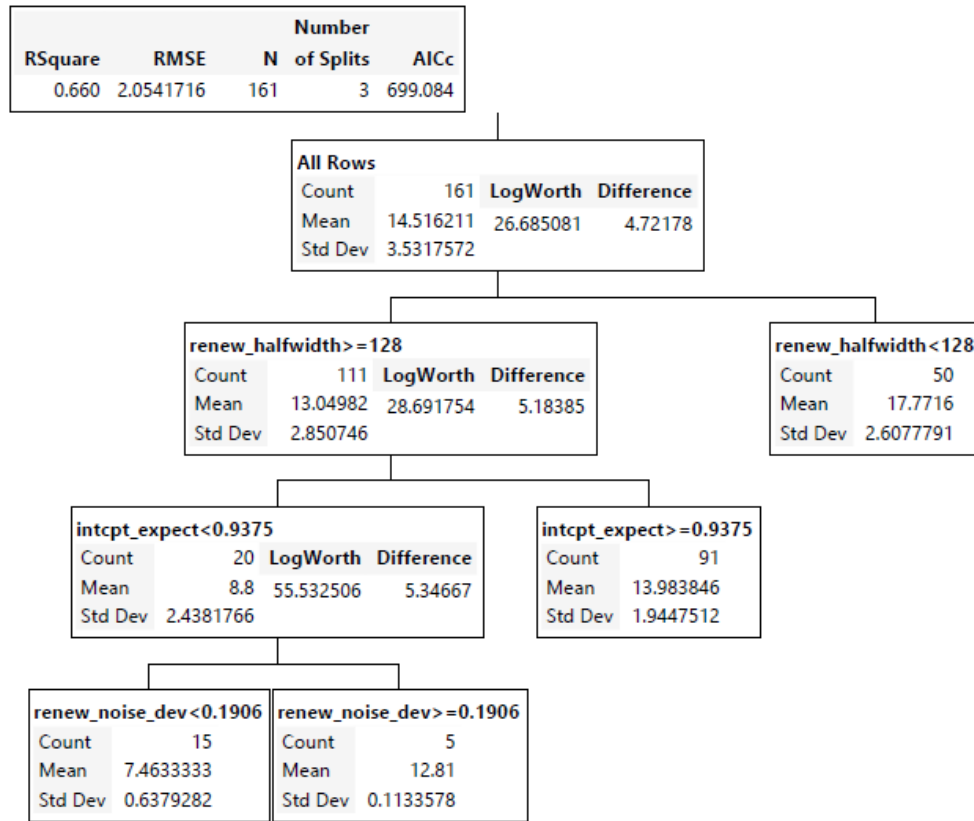 Number
RSquare RMSE N of Splits AICc
0.660 2.0541716 161 3 699.084
All Rows
Count 161 LogWorth Difference
Mean 14.516211 26.685081 4.72178
Std Dev 3.5317572
renew_halfwidth>=128
Count 111 LogWorth Difference
Mean 13.04982 28.691754 5.18385
Std Dev 2.850746
renew_halfwidth<128
Count 50
Mean 17.7716
Std Dev 2.6077791
intcpt_expect<0.9375
Count 20 LogWorth Difference
Mean 8.8 55.532506 5.34667
Std Dev 2.4381766
intcpt_expect>=0.9375
Count 91
Mean 13.983846
Std Dev 1.9447512
renew_noise_dev<0.1906
Count 15
Mean 7.4633333
Std Dev 0.6379282
renew_noise_dev>=0.1906
Count 5
Mean 12.81
Std Dev 0.1133578